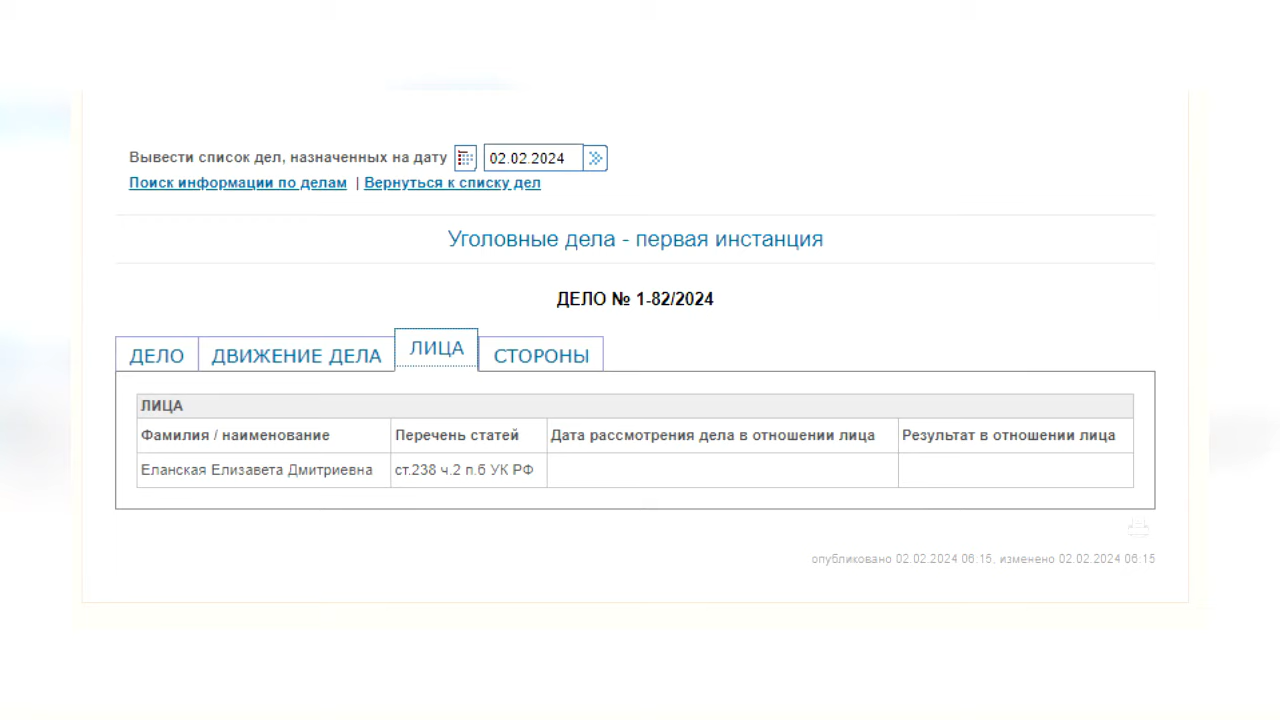 Вывести список дел, назначенных на дату 02.02.2024
Поиск информации по делам | Вернуться к списку дел
Уголовные дела - первая инстанция
ДЕЛО № 1-82/2024
ДЕЛО ДВИЖЕНИЕ ДЕЛА ЛИЦА СТОРОНЫ
ЛИЦА
Фамилия / наименование Перечень статей Дата рассмотрения дела в отношении лица Результат в отношении лица
Еланская Елизавета Дмитриевна ст.238 ч.2 п.б УК РФ
опубликовано 02.02.2024 06:15, изменено 02.02.2024 06:15